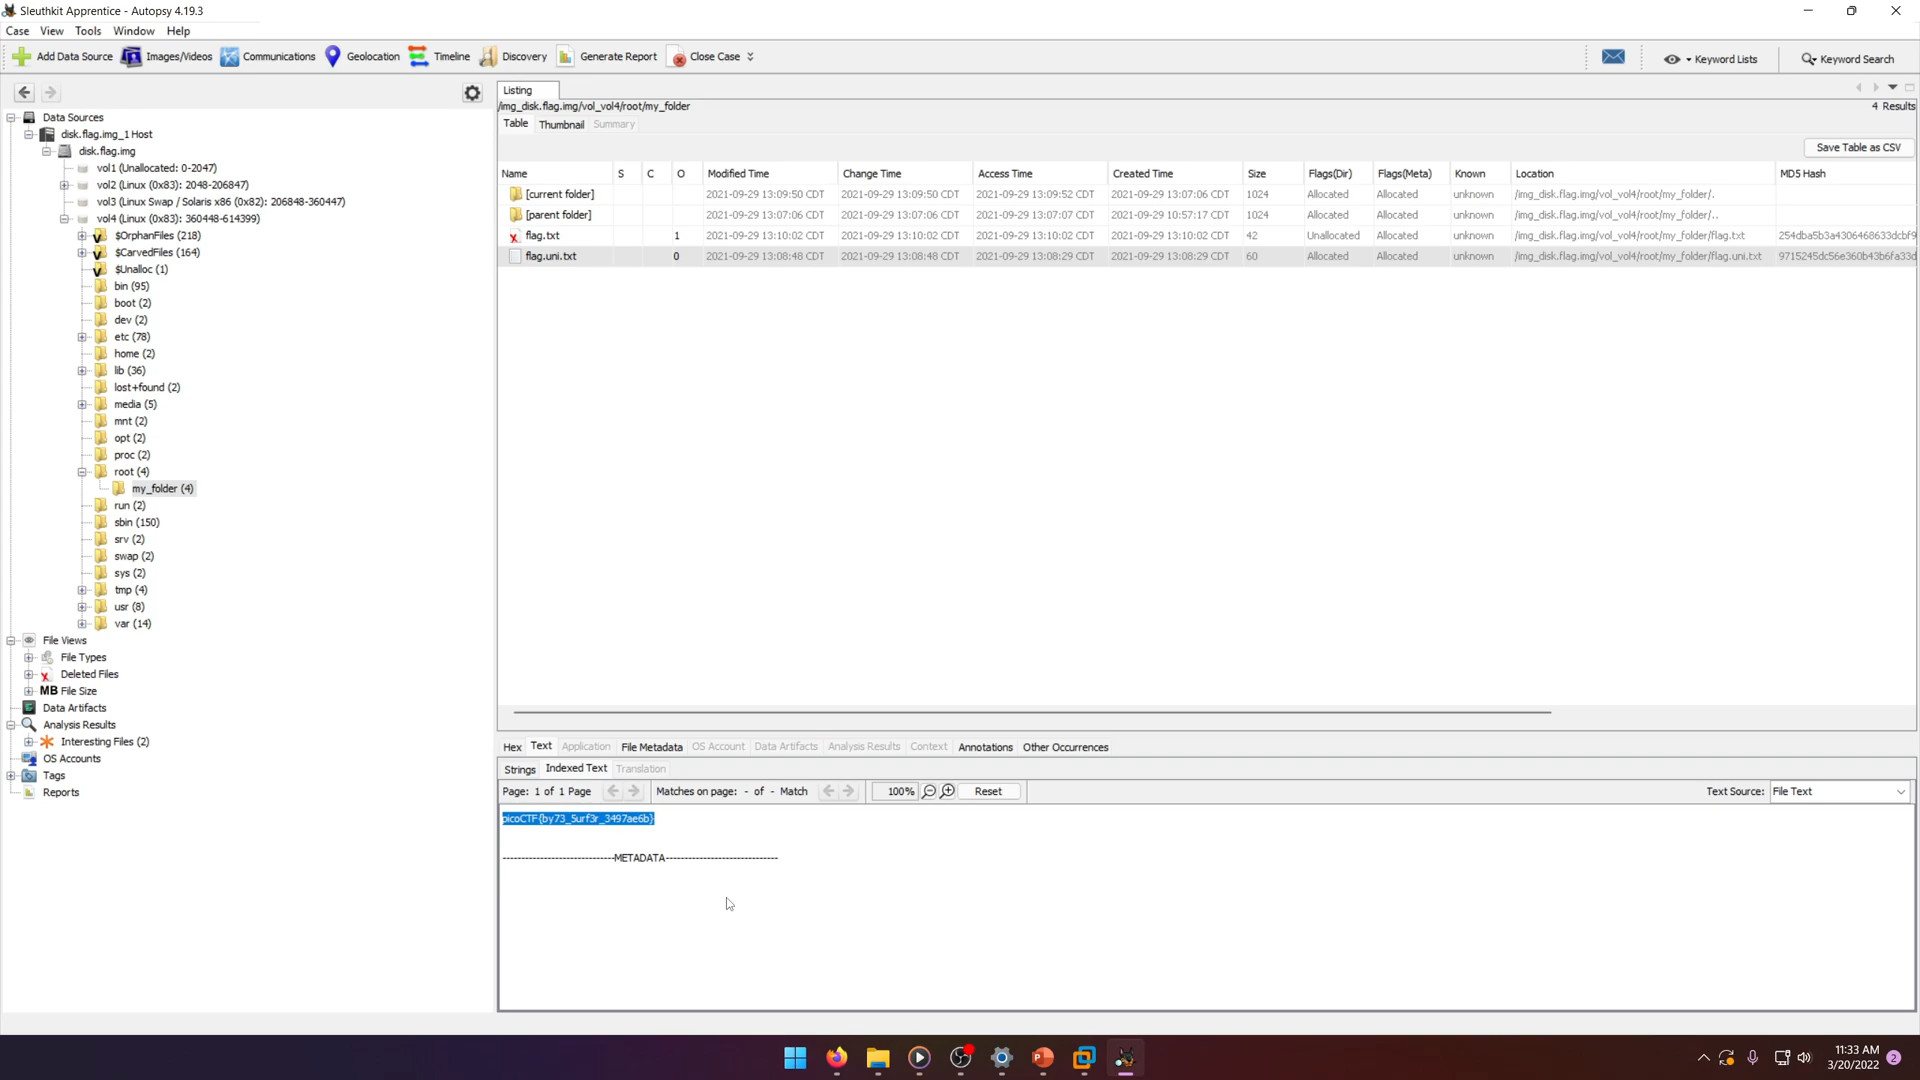 Sleuthkit Apprentice - Autopsy 4.19.3
Case View Tools Window Help
Add Data Source Images/Videos Communications Geolocation Timeline Discovery Generate Report Close Case Keyword Lists Keyword Search
Data Sources
disk.flag.img_1 Host
disk.flag.img
vol1 (Unallocated: 0-2047)
vol2 (Linux (0x83): 2048-206847)
vol3 (Linux Swap / Solaris x86 (0x82): 206848-360447)
vol4 (Linux (0x83): 360448-614399)
$OrphanFiles (218)
$CarvedFiles (164)
$Unalloc (1)
bin (95)
boot (2)
dev (2)
etc (78)
home (2)
lib (36)
lost+found (2)
media (5)
mnt (2)
opt (2)
proc (2)
root (4)
my_folder (4)
run (2)
sbin (150)
srv (2)
swap (2)
sys (2)
tmp (4)
usr (8)
var (14)
File Views
File Types
Deleted Files
MB File Size
Data Artifacts
Analysis Results
Interesting Files (2)
OS Accounts
Tags
Reports
Listing
/img_disk.flag.img/vol_vol4/root/my_folder 4 Results
Table Thumbnail Summary
Save Table as CSV
Name S C O Modified Time Change Time Access Time Created Time Size Flags(Dir) Flags(Meta) Known Location MD5 Hash
[current folder] 2021-09-29 13:09:50 CDT 2021-09-29 13:09:50 CDT 2021-09-29 13:09:52 CDT 2021-09-29 13:07:06 CDT 1024 Allocated Allocated unknown /img_disk.flag.img/vol_vol4/root/my_folder/.
[parent folder] 2021-09-29 13:07:06 CDT 2021-09-29 13:07:06 CDT 2021-09-29 13:07:07 CDT 2021-09-29 10:57:17 CDT 1024 Allocated Allocated unknown /img_disk.flag.img/vol_vol4/root/my_folder/..
flag.txt 1 2021-09-29 13:10:02 CDT 2021-09-29 13:10:02 CDT 2021-09-29 13:10:02 CDT 2021-09-29 13:10:02 CDT 42 Unallocated Allocated unknown /img_disk.flag.img/vol_vol4/root/my_folder/flag.txt 254dba5b3a4306468633dcbf9
flag.uni.txt 0 2021-09-29 13:08:48 CDT 2021-09-29 13:08:48 CDT 2021-09-29 13:08:29 CDT 2021-09-29 13:08:29 CDT 60 Allocated Allocated unknown /img_disk.flag.img/vol_vol4/root/my_folder/flag.uni.txt 9715245dc56e360b43b6fa33d
Hex Text Application File Metadata OS Account Data Artifacts Analysis Results Context Annotations Other Occurrences
Strings Indexed Text Translation
Page: 1 of 1 Page Matches on page: - of - Match 100% Reset Text Source: File Text
picoCTF{by73_5urf3r_3497ae6b}
------------------------------METADATA------------------------------
11:33 AM
3/20/2022 2